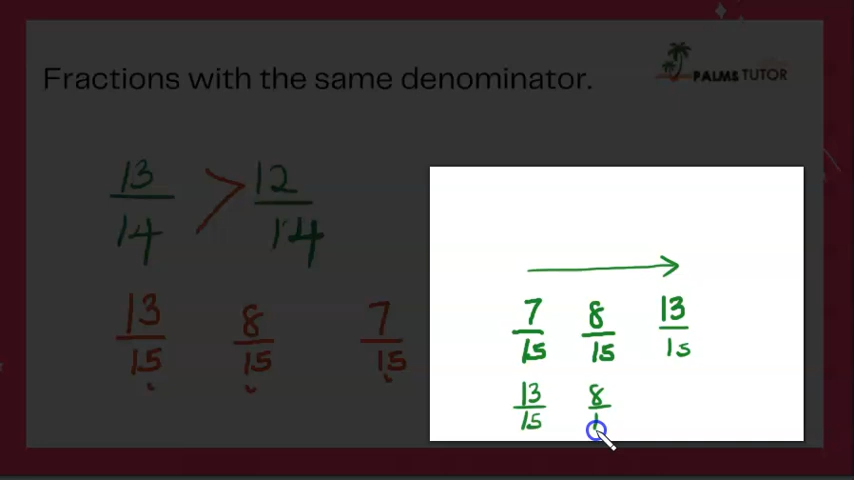 Fractions with the same denominator.
PALMS TUTOR
13/14 > 12/14
13/15 8/15 7/15
7/15 8/15 13/15
13/15 8/1